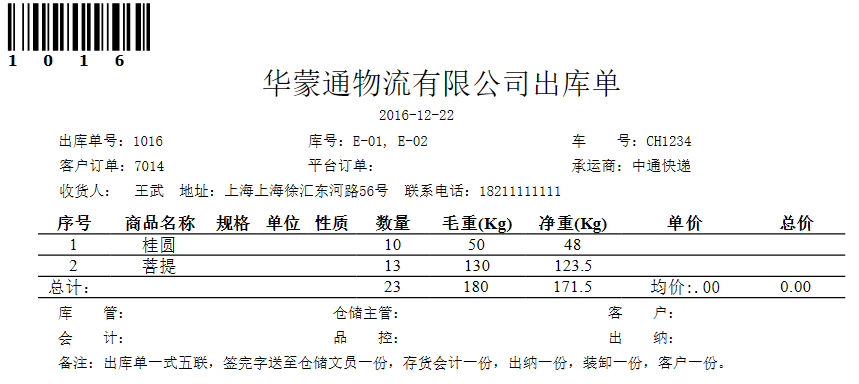 1016
华蒙通物流有限公司出库单
2016-12-22
出库单号：1016 库号：E-01, E-02 车 号：CH1234
客户订单：7014 平台订单： 承运商：中通快递
收货人： 王武 地址：上海上海徐汇东河路56号 联系电话：18211111111
序号 商品名称 规格 单位 性质 数量 毛重(Kg) 净重(Kg) 单价 总价
1 桂圆 10 50 48
2 菩提 13 130 123.5
总计： 23 180 171.5 均价:.00 0.00
库 管： 仓储主管： 客 户：
会 计： 品 控： 出 纳：
备注：出库单一式五联，签完字送至仓储文员一份，存货会计一份，出纳一份，装卸一份，客户一份。